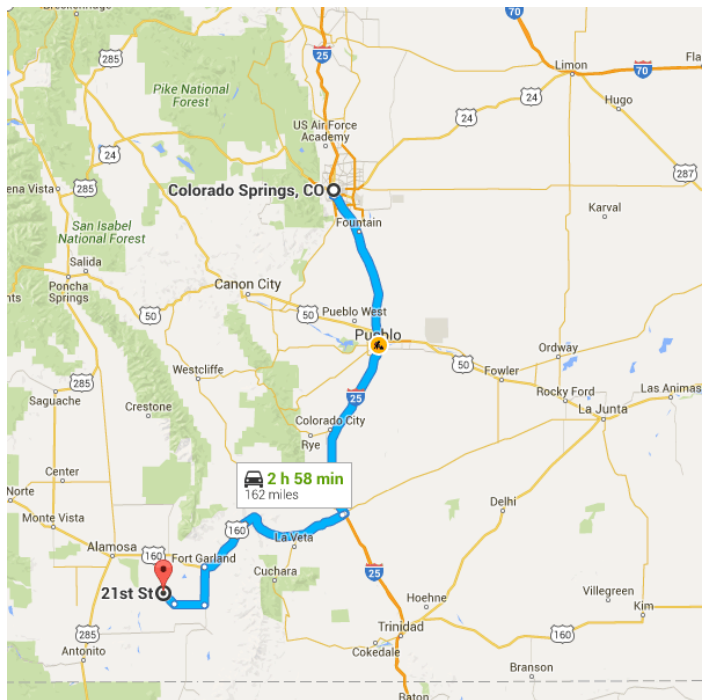 Breckenridge
25
70
285
Limon
70
Fla
Pike National
Forest
24
Hugo
US Air Force
Academy
24
24
287
ena Vista
285
Colorado Springs, CO
Karval
Fountain
San Isabel
National Forest
Salida
Poncha
Springs
nts
50
Canon City
50
Pueblo West
Pueblo
Ordway
50
Westcliffe
Fowler
285
Saguache
25
Rocky Ford
Las Animas
La Junta
Crestone
Colorado City
Rye
Center
2 h 58 min
162 miles
Norte
Delhi
Monte Vista
160
La Veta
Alamosa
160
Fort Garland
160
Cuchara
25
21st St
Hoehne
Villegreen
Kim
285
Trinidad
160
Antonito
Cokedale
Branson
Raton